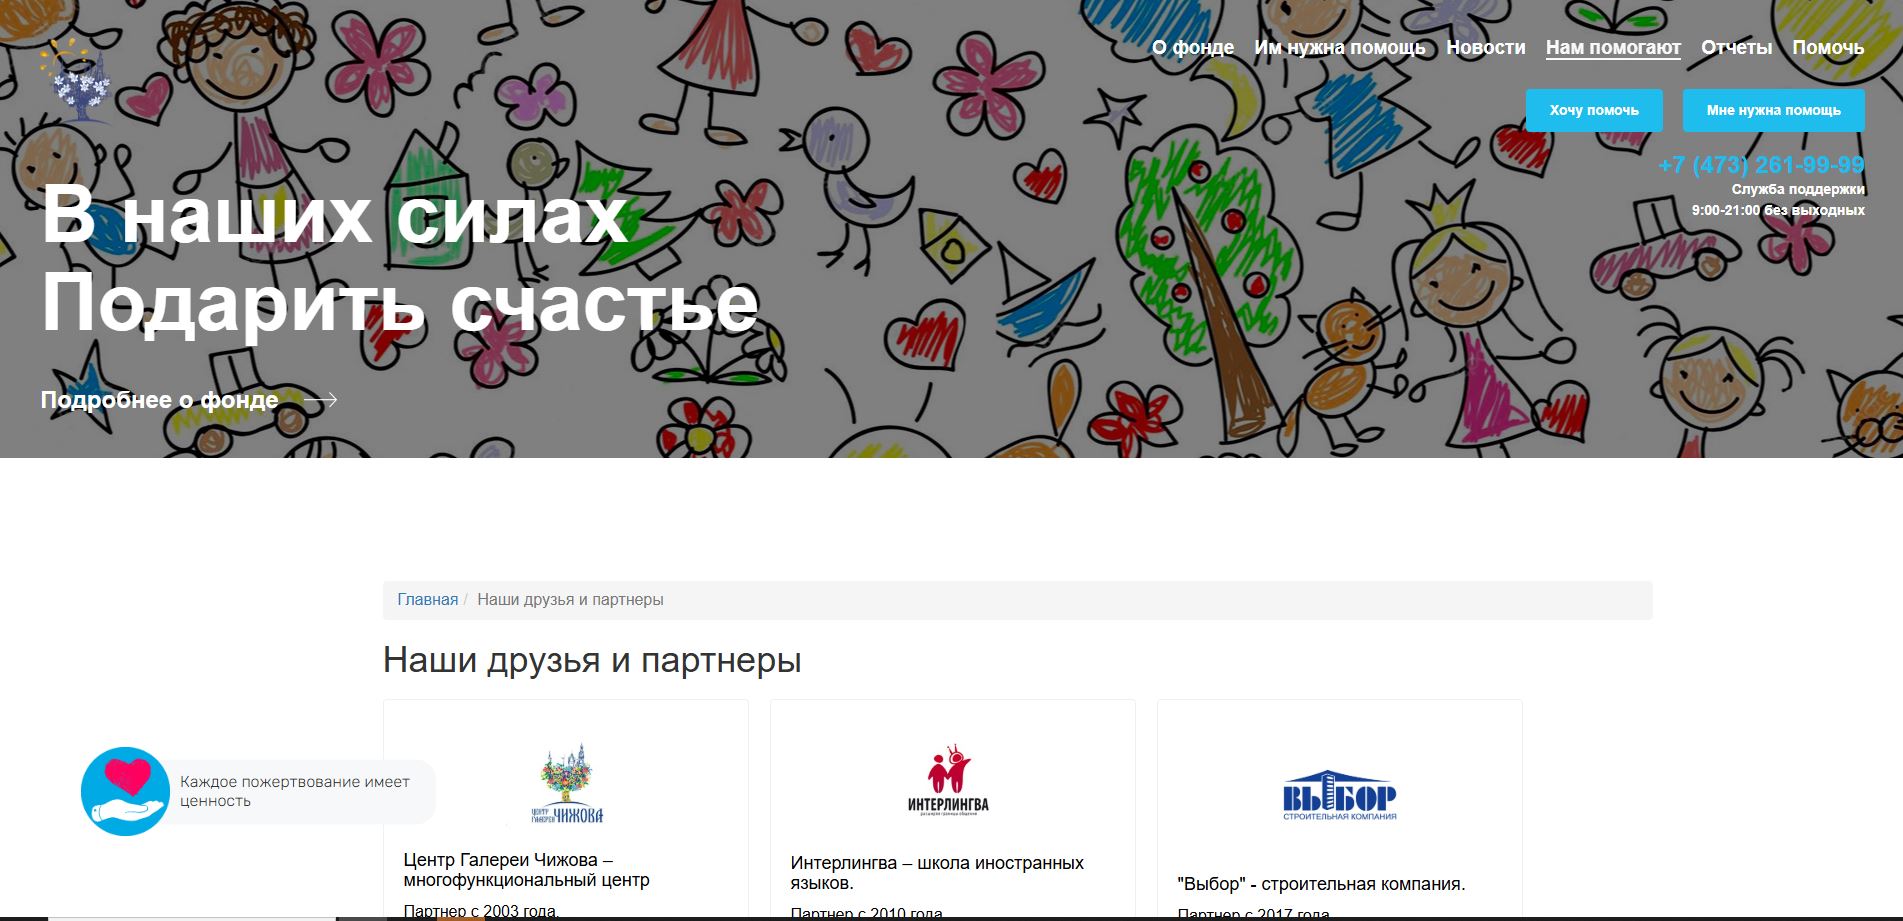 О фонде Им нужна помощь Новости Нам помогают Отчеты Помочь
Хочу помочь Мне нужна помощь
+7 (473) 261-99-99
Служба поддержки
9:00-21:00 без выходных
В наших силах
Подарить счастье
Подробнее о фонде
Главная / Наши друзья и партнеры
Наши друзья и партнеры
Каждое пожертвование имеет
ценность
ЦЕНТР
ГАЛЕРЕИ ЧИЖОВА
Центр Галереи Чижова –
многофункциональный центр
Партнер с 2003 года.
ИНТЕРЛИНГВА
расширяя границы общения
Интерлингва – школа иностранных
языков.
Партнер с 2010 года.
ВЫБОР
СТРОИТЕЛЬНАЯ КОМПАНИЯ
"Выбор" - строительная компания.
Партнер с 2017 года.